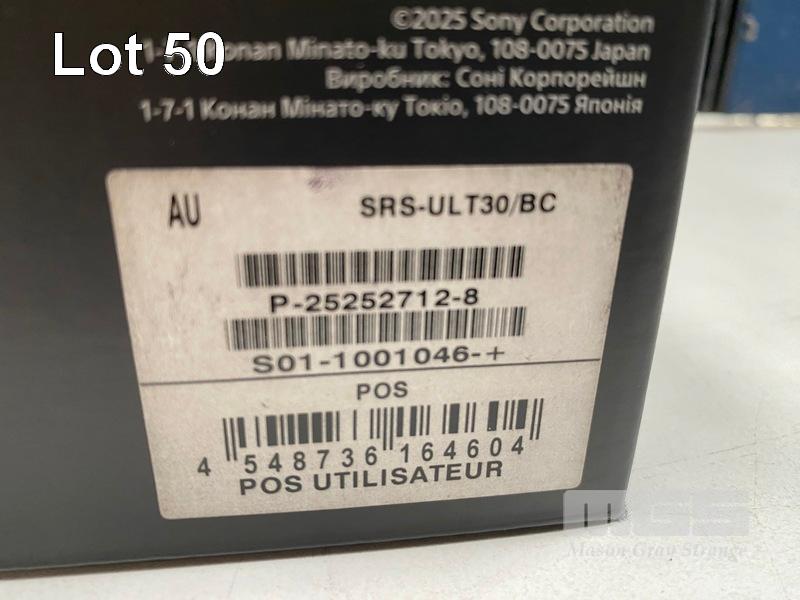 ©2025 Sony Corporation
Lot 50
Konan Minato-ku Tokyo, 108-0075 Japan
Виробник: Соні Корпорейшн
1-7-1 Конан Мінато-ку Токіо, 108-0075 Японія
AU SRS-ULT30/BC
P-25252712-8
S01-1001046-+
POS
4 548736 164604
POS UTILISATEUR
MGS
Mason Gray Strange